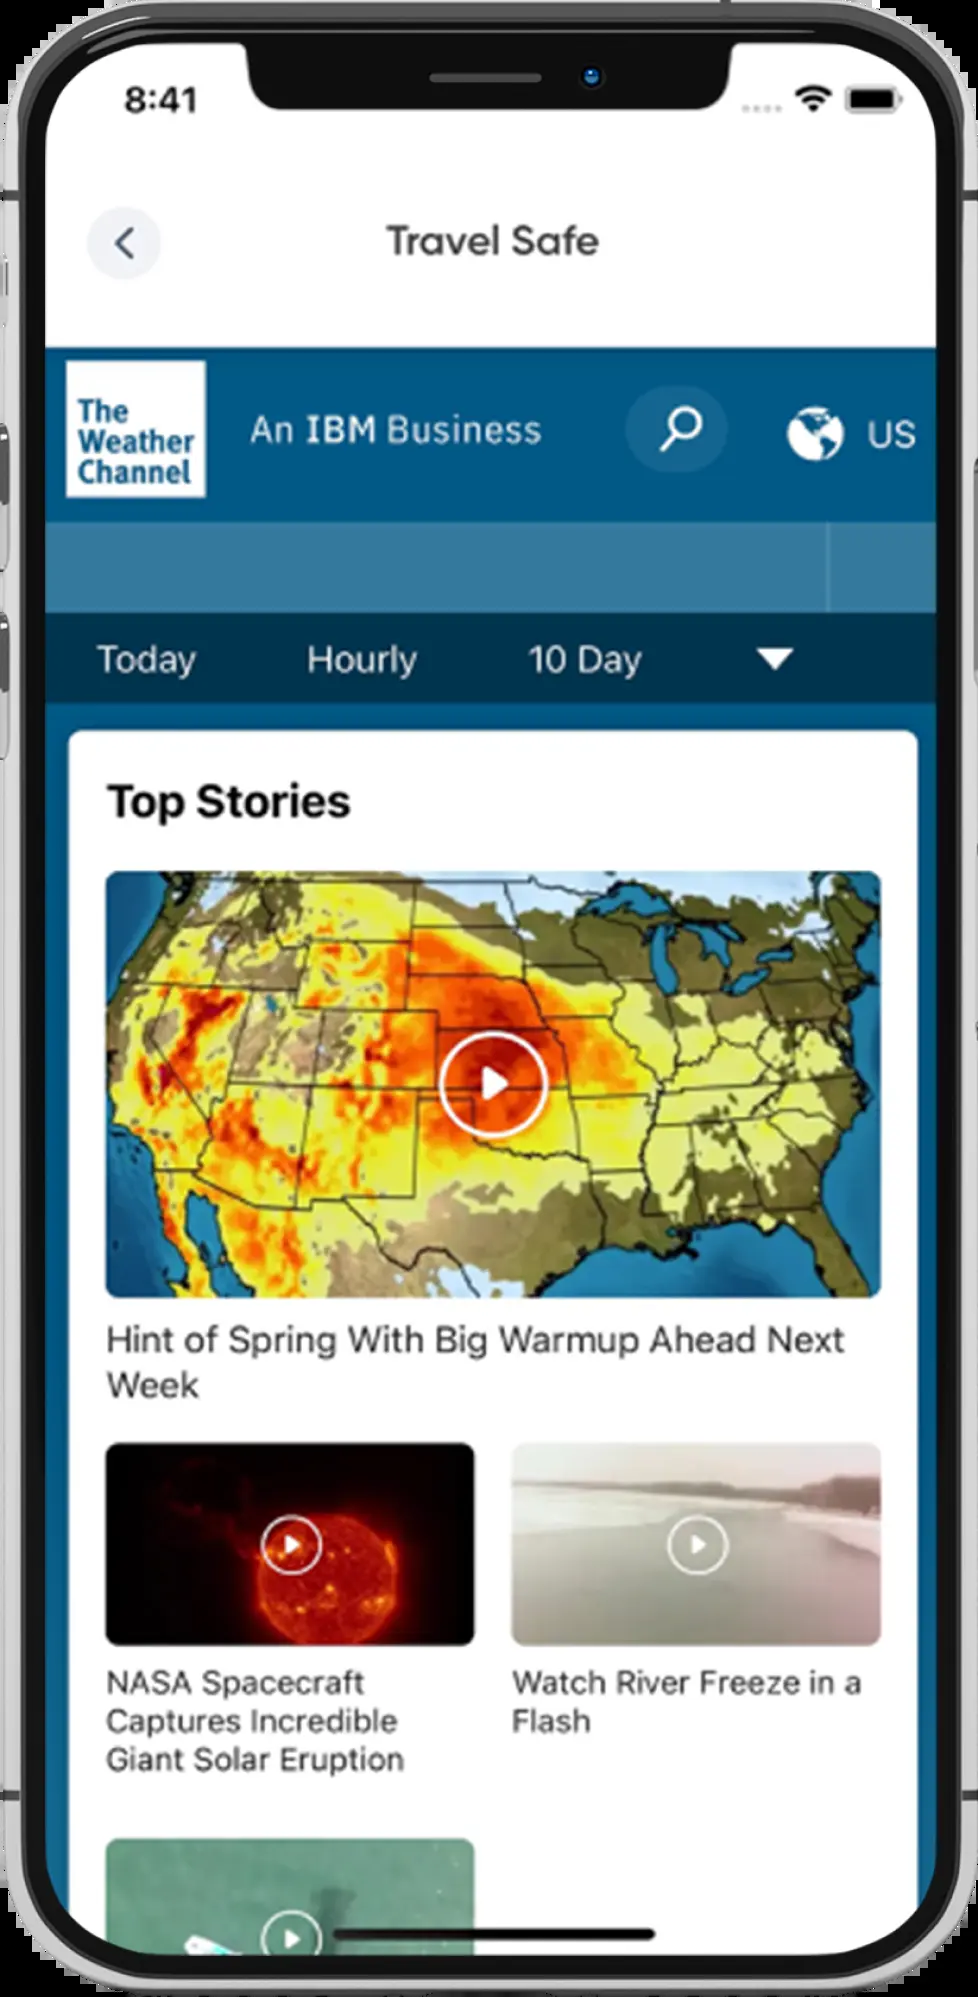 8:41
Travel Safe
The
Weather
Channel
An IBM Business
US
Today
Hourly
10 Day
Top Stories
Hint of Spring With Big Warmup Ahead Next
Week
NASA Spacecraft
Captures Incredible
Giant Solar Eruption
Watch River Freeze in a
Flash